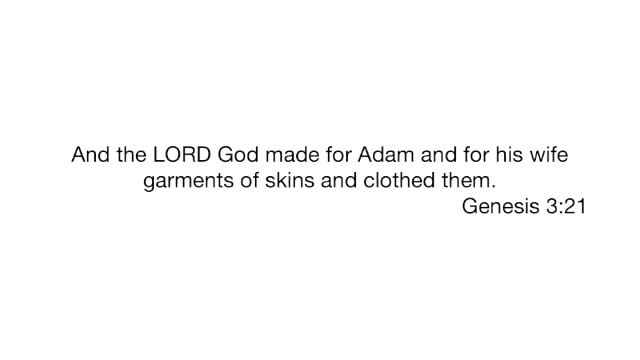 And the LORD God made for Adam and for his wife
garments of skins and clothed them.
Genesis 3:21